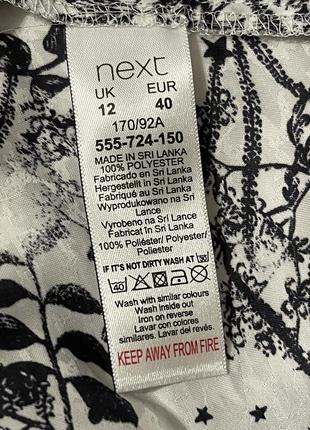 next
UK EUR
12 40
170/92A
555-724-150
MADE IN SRI LANKA
100% POLYESTER
Fabricado en Sri Lanka
Hergestellt in Sri Lanka
Fabriqué au Sri Lanka
Wyprodukowano na Sri
Lance
Vyrobeno na Sri Lance
Fabricat în Sri Lanka
100% Poliéster/ Polyester/
Poliester
IF IT'S NOT DIRTY WASH AT 30
40
Wash with similar colours
Wash inside out
Iron on reverse
Lavar con colores
similares. Lavar del revés.
KEEP AWAY FROM FIRE